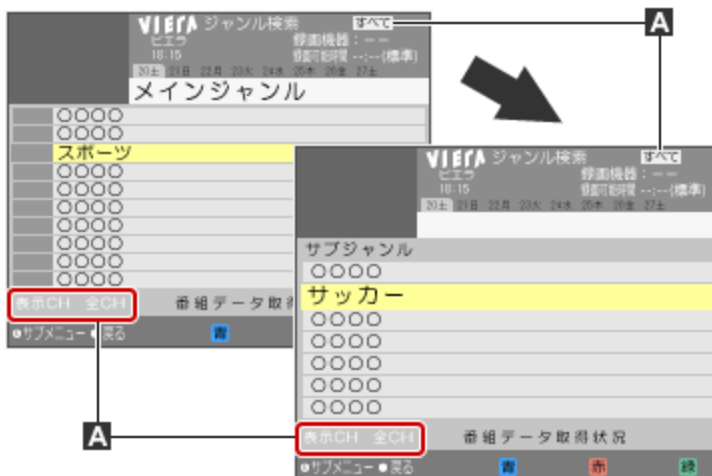 VIERA ジャンル検索 すべて
ビエラ 録画機器：－－
18:15 録画可能時間 --:--(標準)
20土 21日 22月 23火 24水 25木 26金 27土
メインジャンル
○○○○
○○○○
スポーツ
○○○○
○○○○
○○○○
○○○○
○○○○
○○○○
○○○○
表示CH 全CH 番組データ取得
サブメニュー 戻る 青
A
VIERA ジャンル検索 すべて
ビエラ 録画機器：－－
18:15 録画可能時間 --:--(標準)
20土 21日 22月 23火 24水 25木 26金 27土
サブジャンル
○○○○
サッカー
○○○○
○○○○
○○○○
○○○○
○○○○
表示CH 全CH 番組データ取得状況
サブメニュー 戻る 青 赤 緑
A